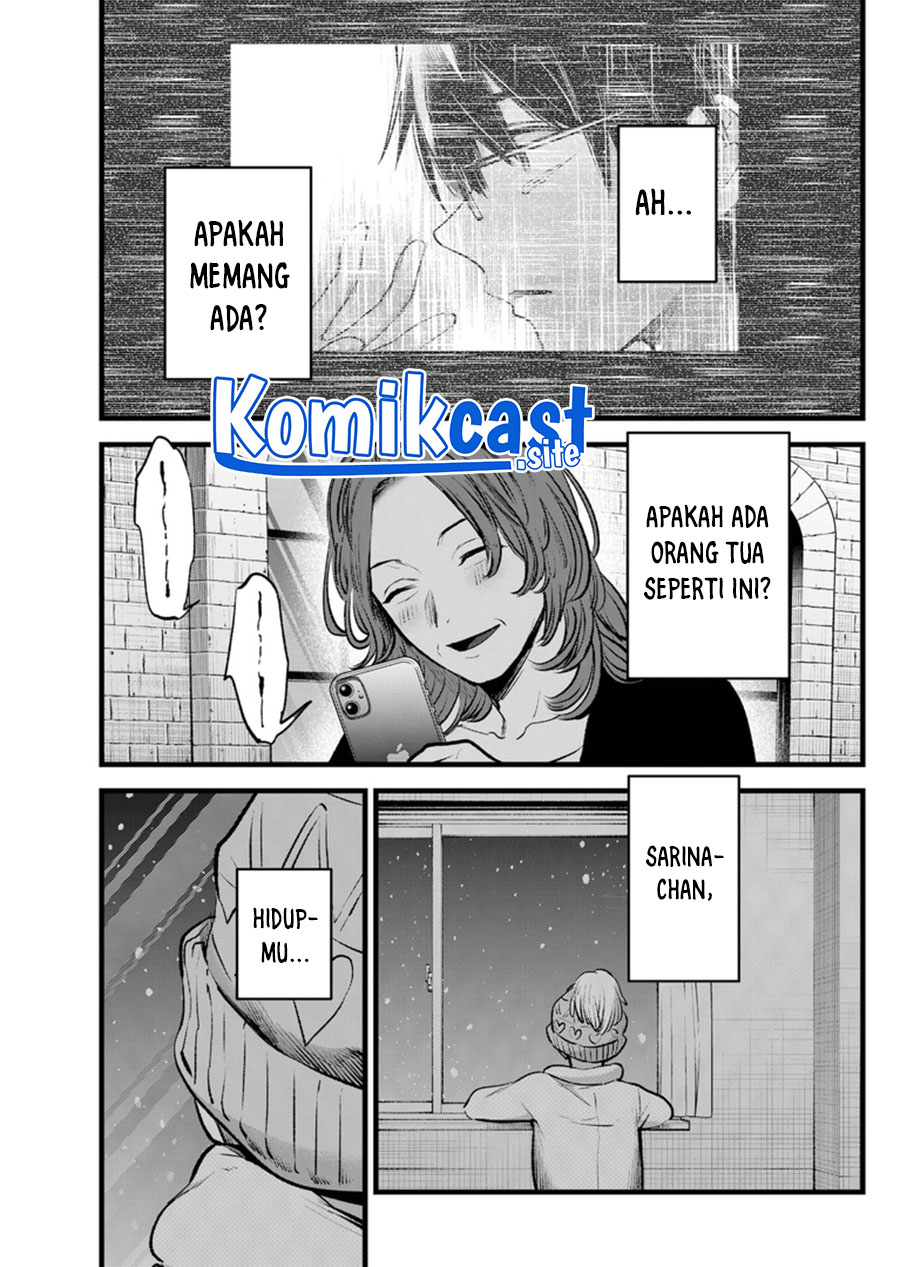 AH...
APAKAH
MEMANG
ADA?
Komikcast
.site
APAKAH ADA
ORANG TUA
SEPERTI INI?
SARINA-
CHAN,
HIDUP-
MU...